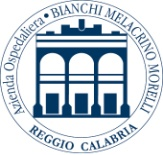 Azienda Ospedaliera • BIANCHI MELACRINO MORELLI
REGGIO CALABRIA